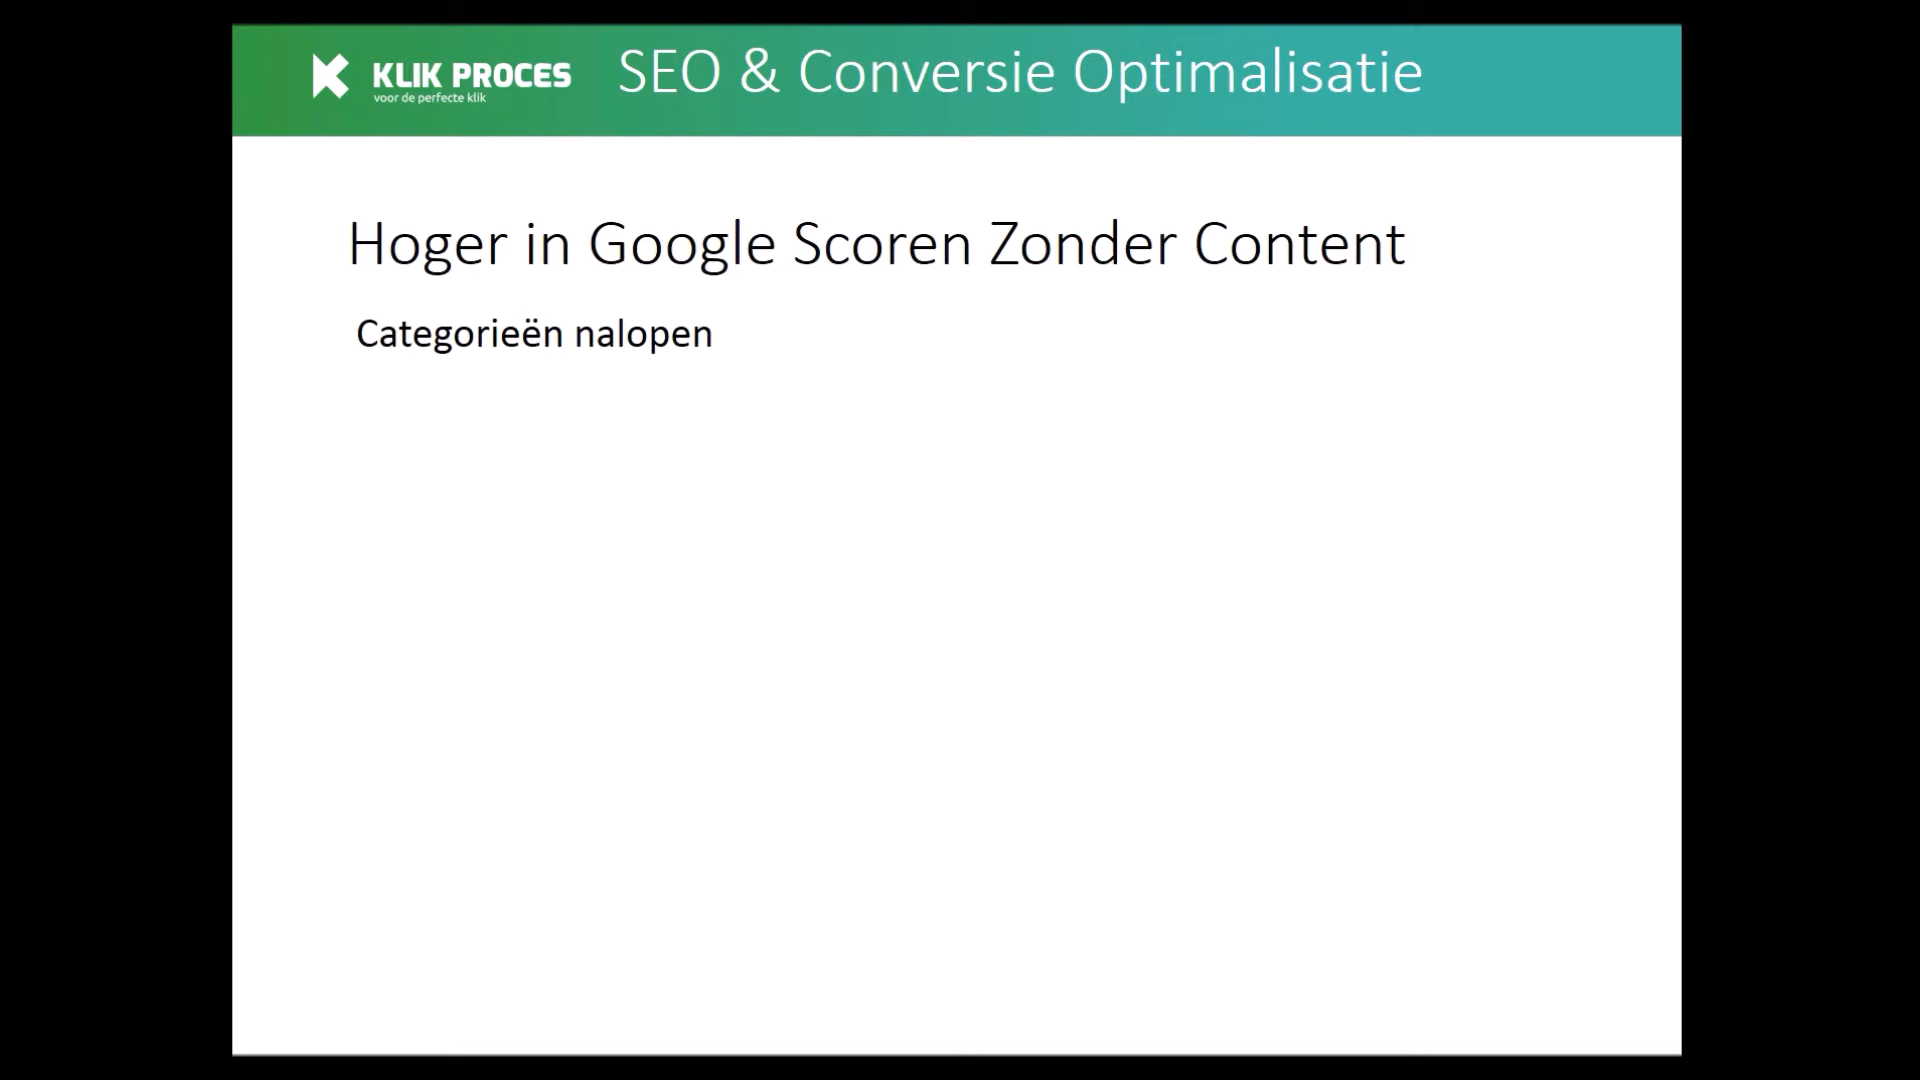 KLIK PROCES
voor de perfecte klik
SEO & Conversie Optimalisatie
Hoger in Google Scoren Zonder Content
Categorieën nalopen